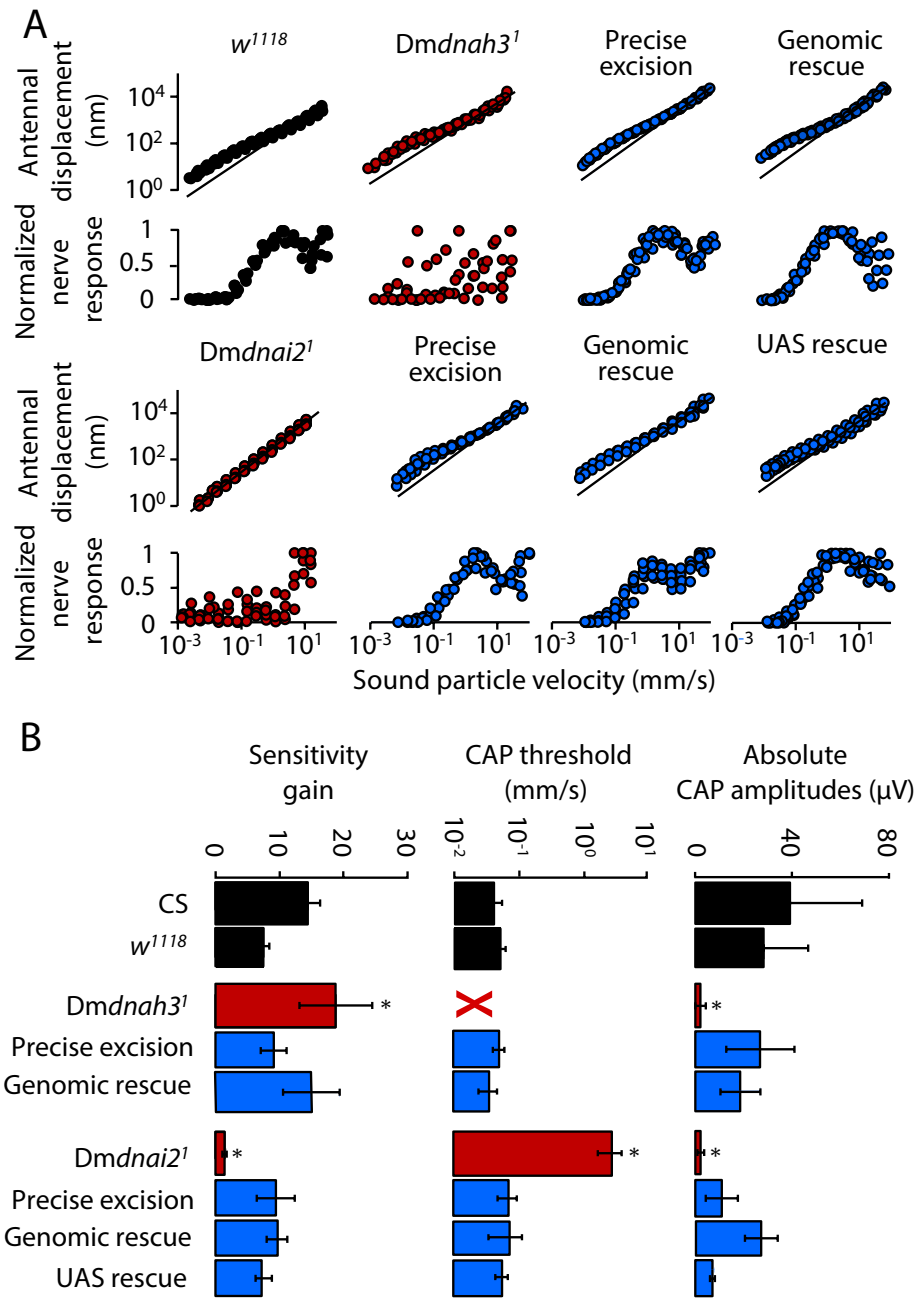 A
w1118
Dmdnah31
Precise
excision
Genomic
rescue
Antennal
displacement
(nm)
104
102
100
Normalized
nerve
response
1
0.5
0
Dmdnai21
Precise
excision
Genomic
rescue
UAS rescue
Antennal
displacement
(nm)
104
102
100
Normalized
nerve
response
1
0.5
0
10-3 10-1 101
10-3 10-1 101
10-3 10-1 101
10-3 10-1 101
Sound particle velocity (mm/s)
B
Sensitivity
gain
CAP threshold
(mm/s)
Absolute
CAP amplitudes (μV)
0 10 20 30
10-2 10-1 100 101
0 40 80
CS
w1118
Dmdnah31 * X *
Precise excision
Genomic rescue
Dmdnai21 * * *
Precise excision
Genomic rescue
UAS rescue